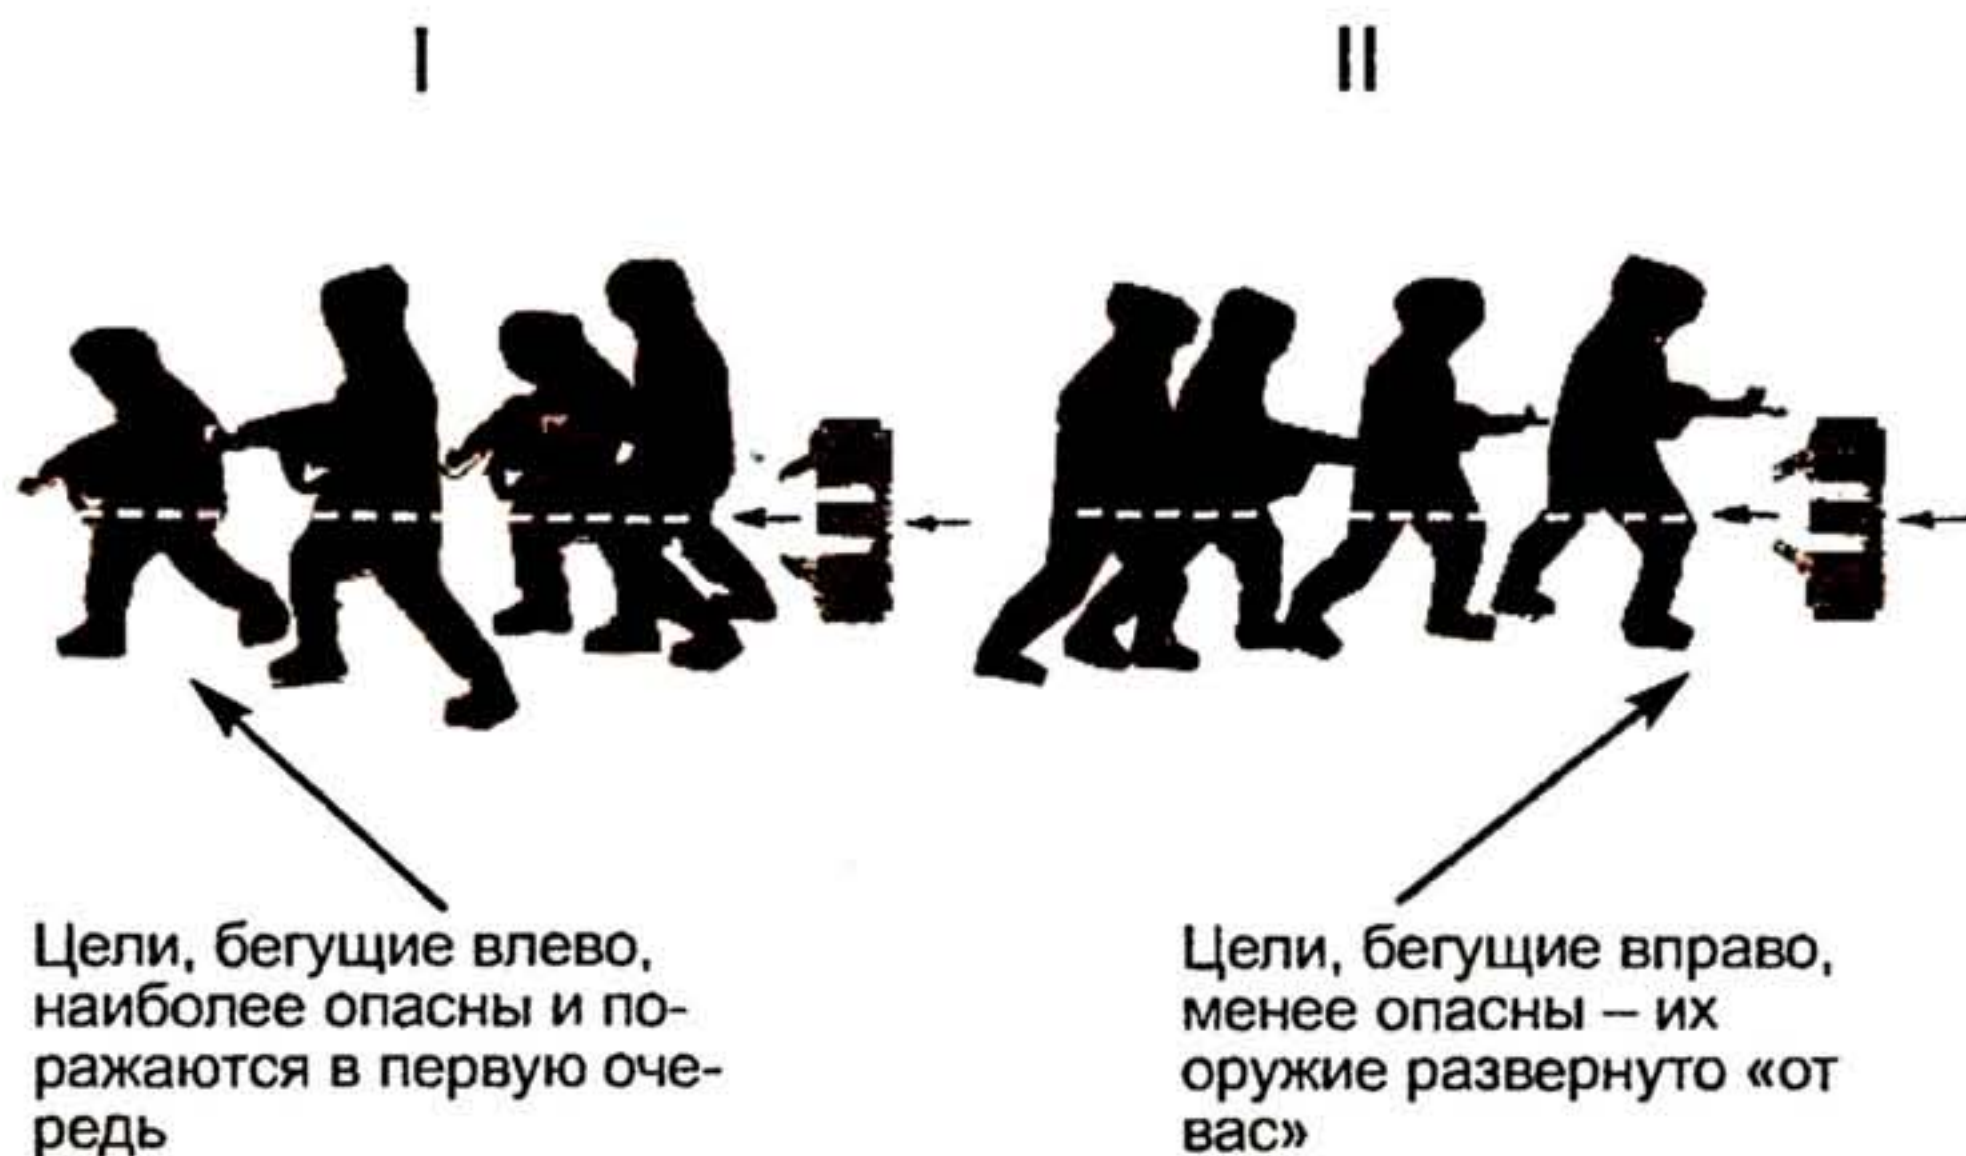 I
II
Цели, бегущие влево,
наиболее опасны и по-
ражаются в первую оче-
редь
Цели, бегущие вправо,
менее опасны – их
оружие развернуто «от
вас»